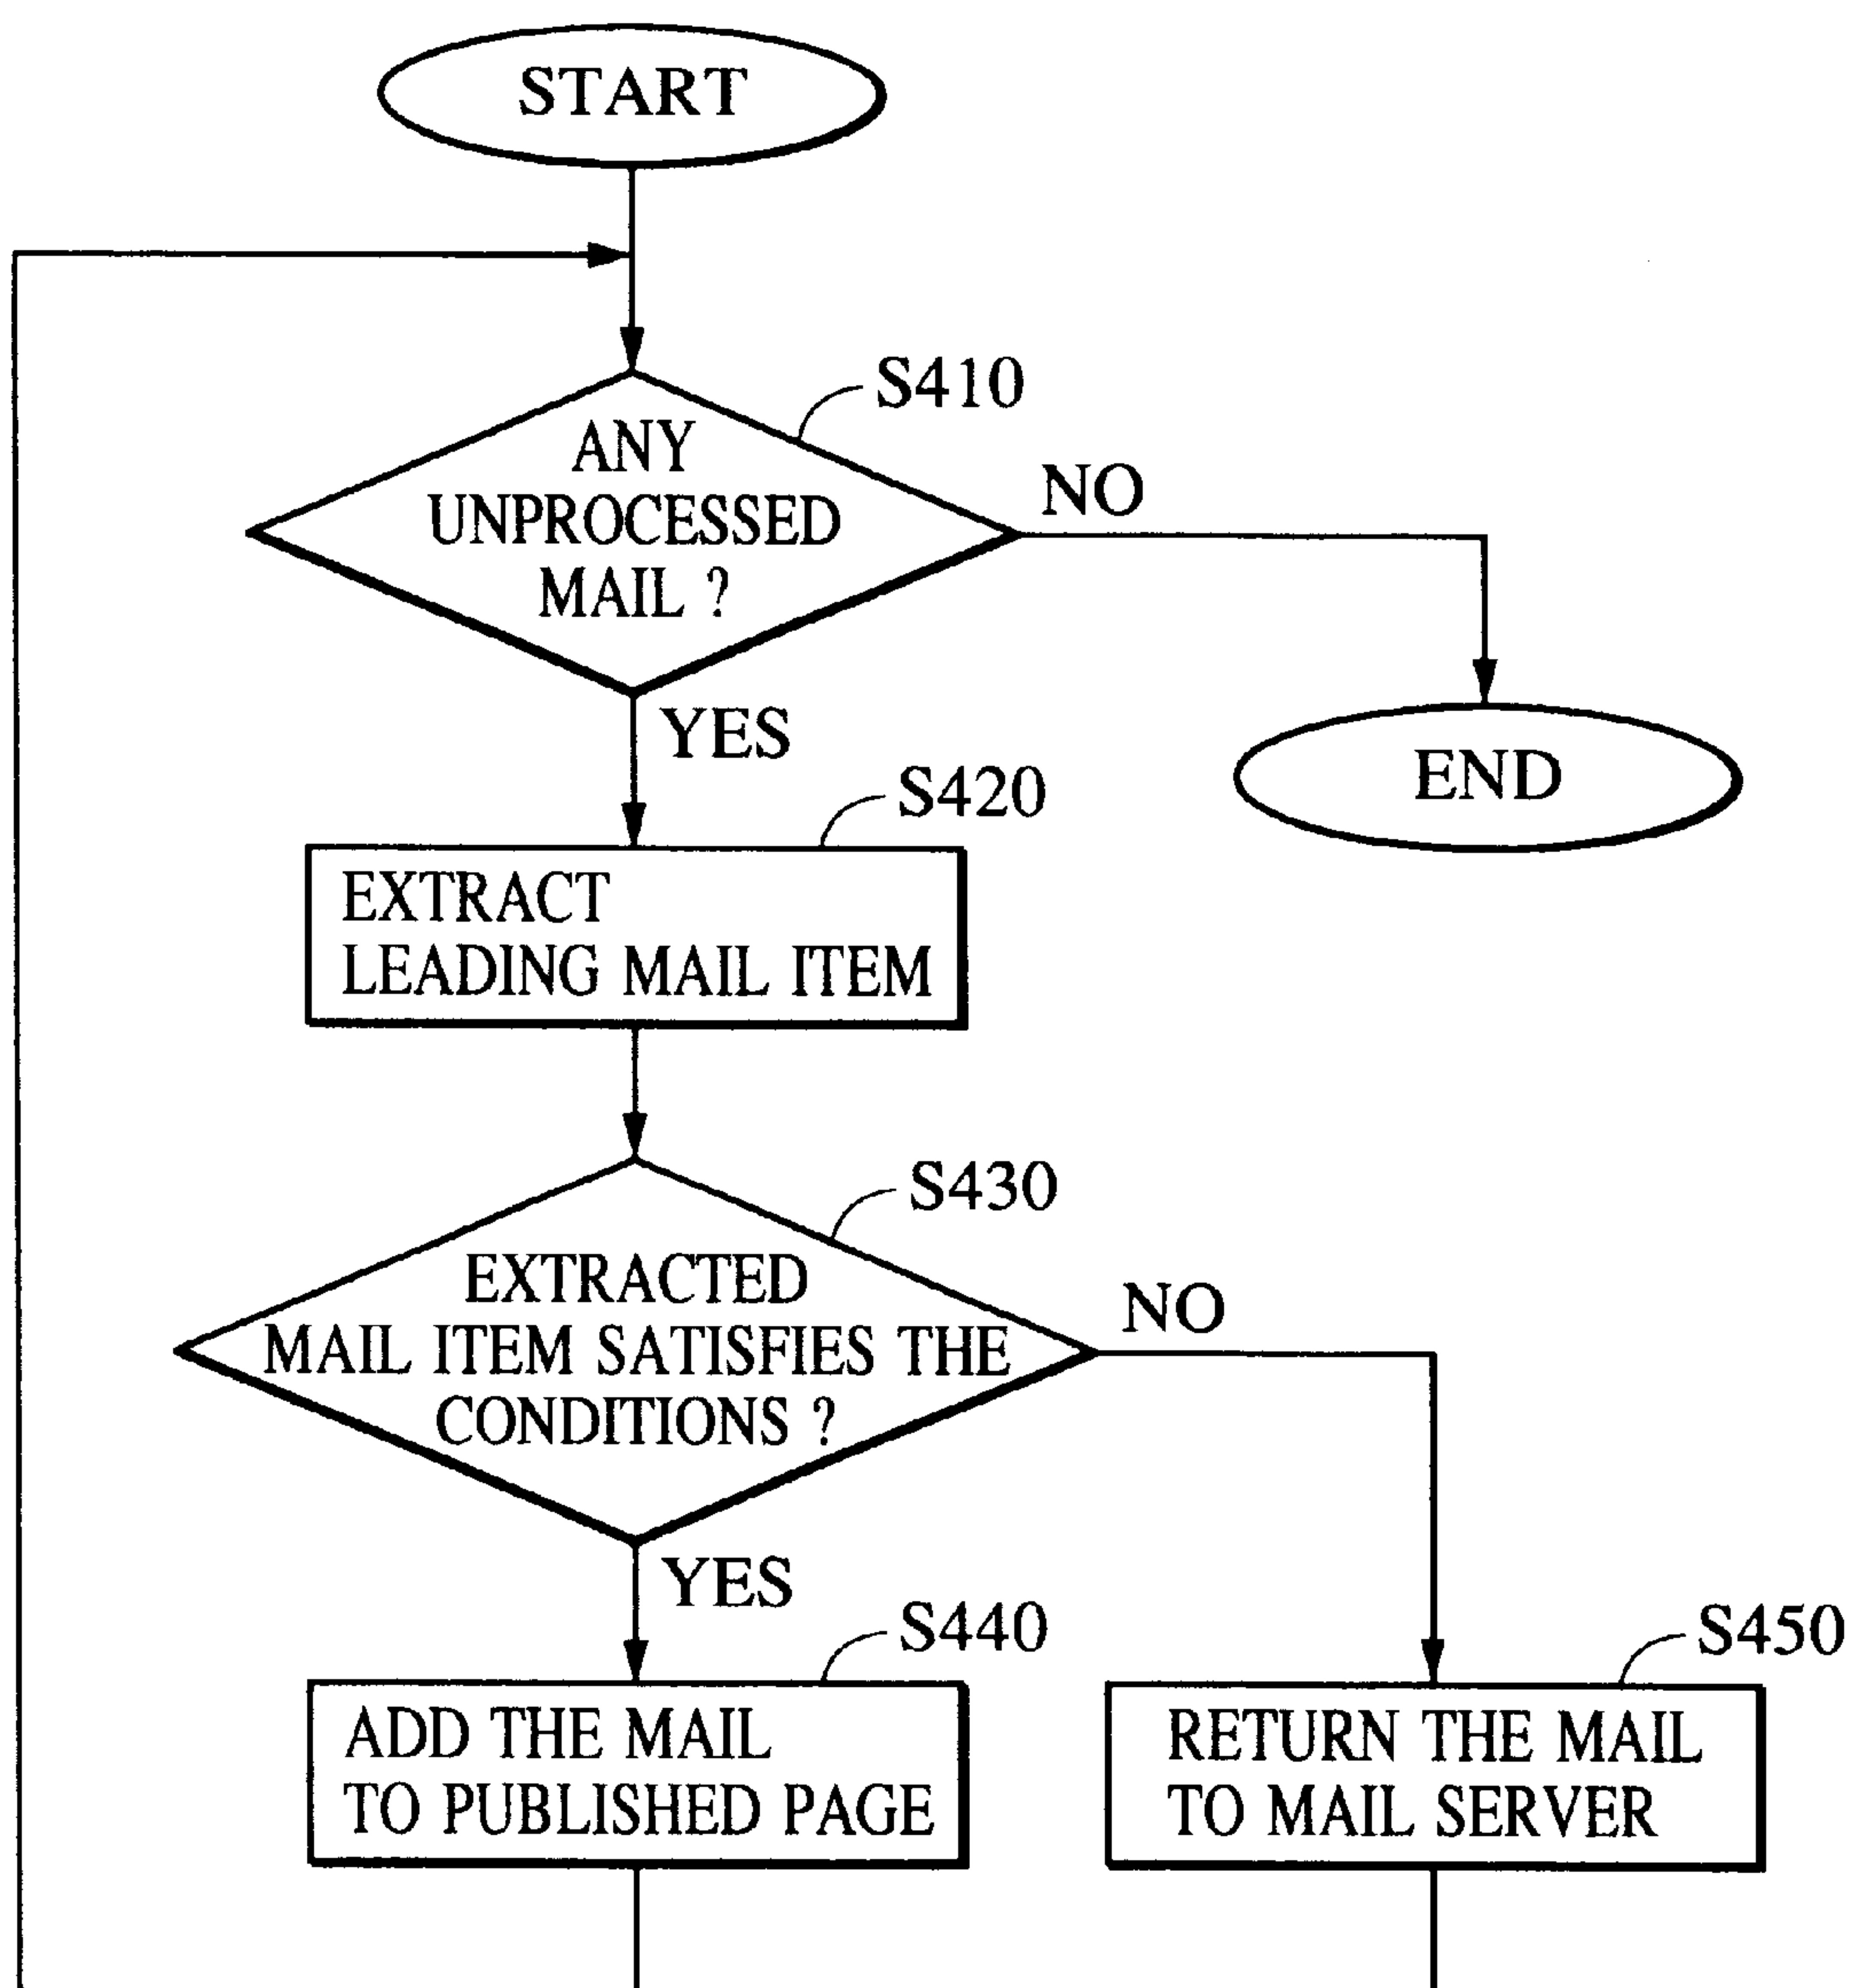 START
S410
ANY
UNPROCESSED
MAIL ?
NO
YES
END
S420
EXTRACT
LEADING MAIL ITEM
S430
EXTRACTED
MAIL ITEM SATISFIES THE
CONDITIONS ?
NO
YES
S440
S450
ADD THE MAIL
TO PUBLISHED PAGE
RETURN THE MAIL
TO MAIL SERVER